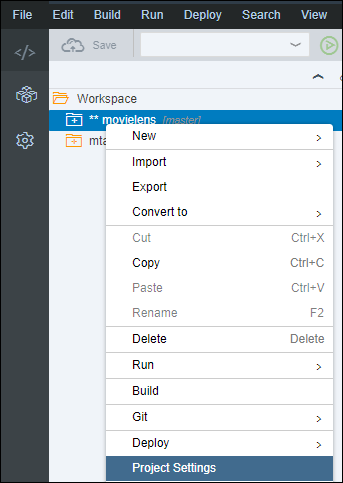 File Edit Build Run Deploy Search View
</> Save
Workspace
** movielens [master]
mta
New
Import
Export
Convert to
Cut Ctrl+X
Copy Ctrl+C
Paste Ctrl+V
Rename F2
Delete Delete
Run
Build
Git
Deploy
Project Settings